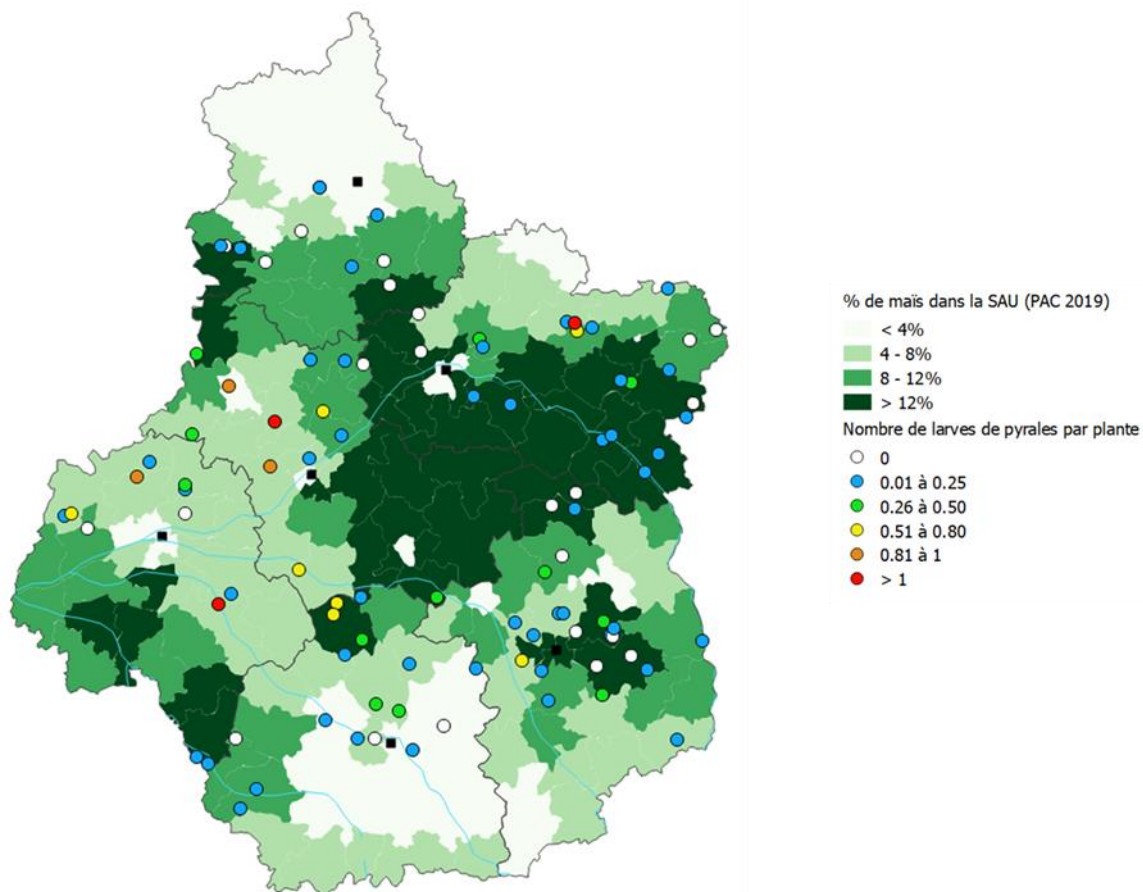 % de maïs dans la SAU (PAC 2019)
< 4%
4 - 8%
8 - 12%
> 12%
Nombre de larves de pyrales par plante
0
0.01 à 0.25
0.26 à 0.50
0.51 à 0.80
0.81 à 1
> 1